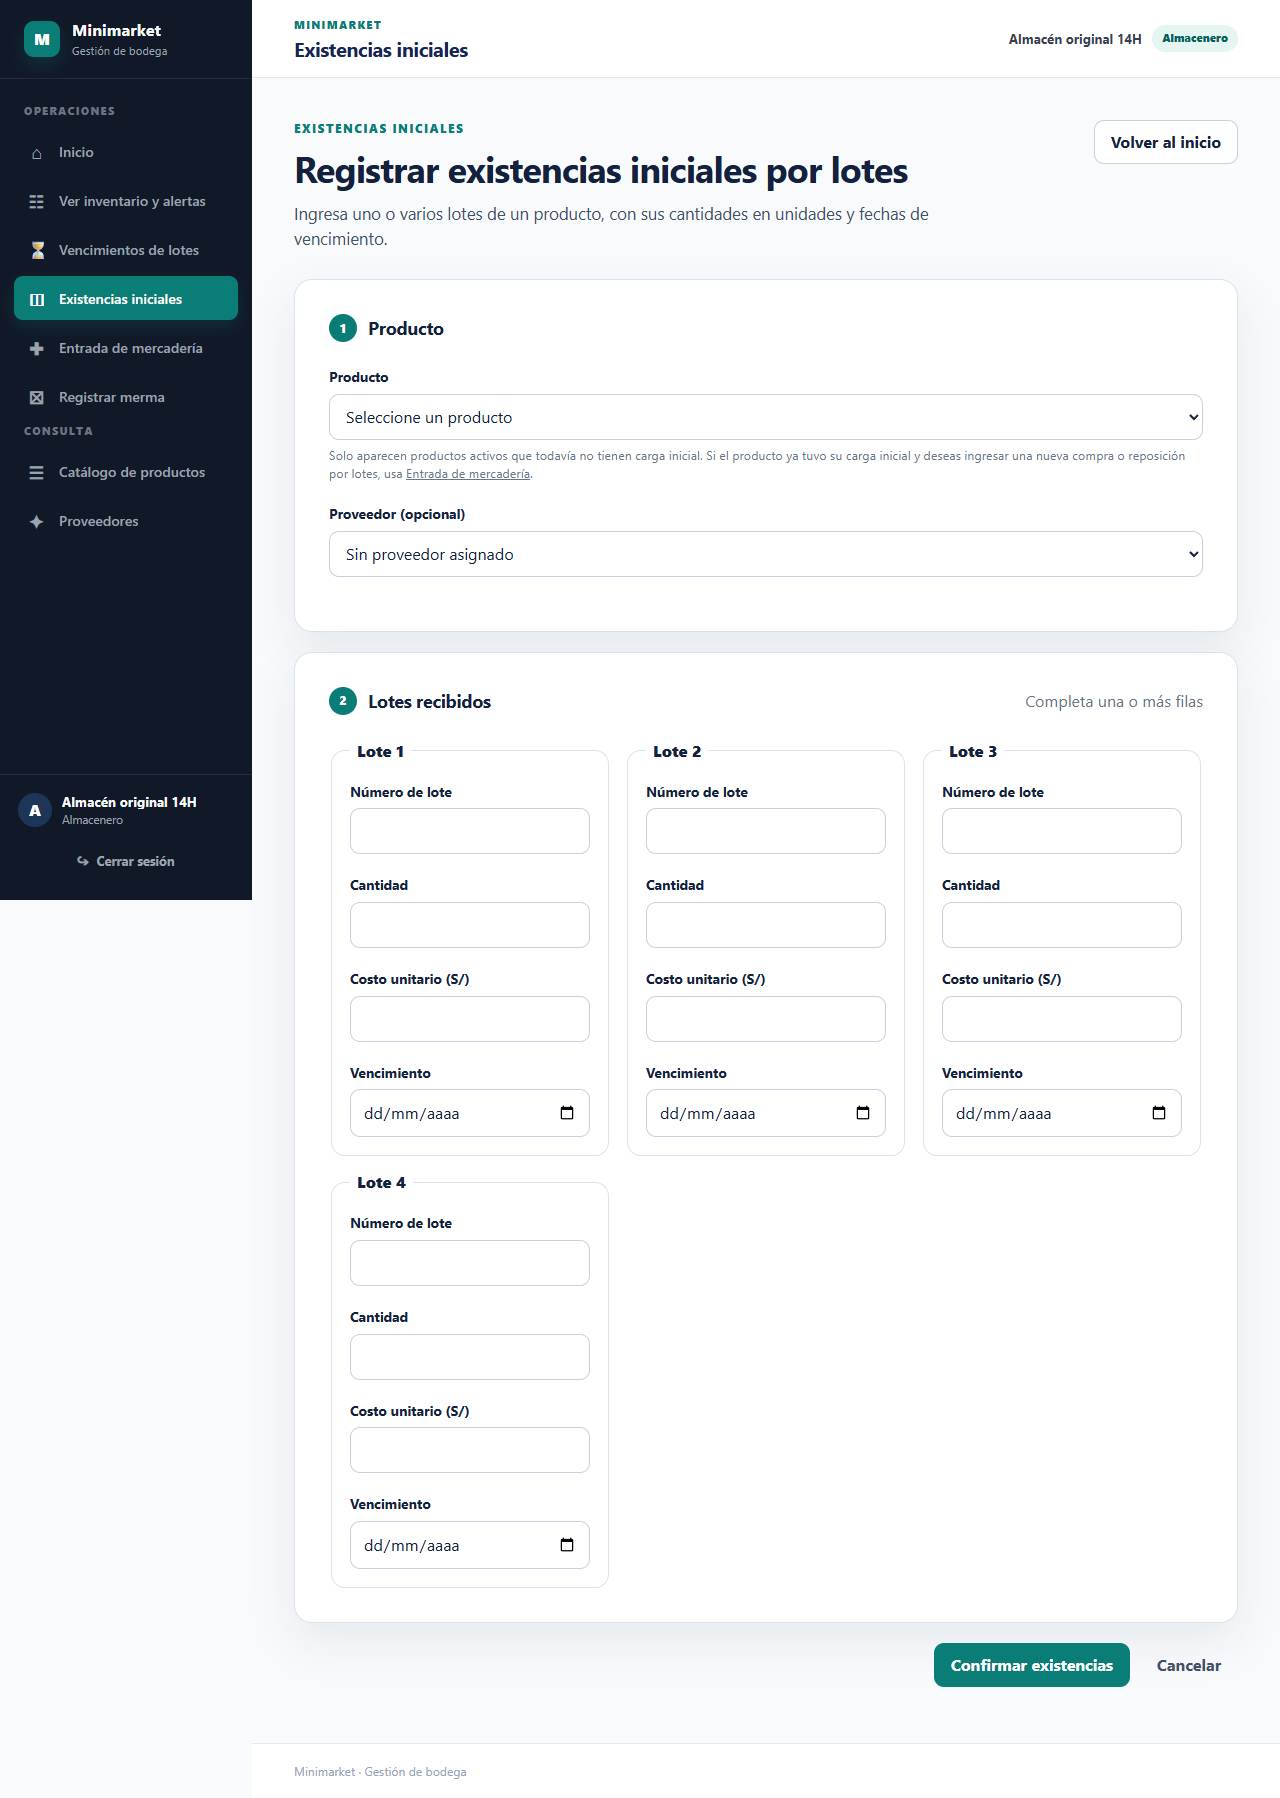 M
Minimarket
Gestión de bodega
OPERACIONES
Inicio
Ver inventario y alertas
Vencimientos de lotes
Existencias iniciales
Entrada de mercadería
Registrar merma
CONSULTA
Catálogo de productos
Proveedores
A
Almacén original 14H
Almacenero
Cerrar sesión
MINIMARKET
Existencias iniciales
Almacén original 14H
Almacenero
EXISTENCIAS INICIALES
Registrar existencias iniciales por lotes
Ingresa uno o varios lotes de un producto, con sus cantidades en unidades y fechas de
vencimiento.
Volver al inicio
1 Producto
Producto
Seleccione un producto
Solo aparecen productos activos que todavía no tienen carga inicial. Si el producto ya tuvo su carga inicial y deseas ingresar una nueva compra o reposición
por lotes, usa Entrada de mercadería.
Proveedor (opcional)
Sin proveedor asignado
2 Lotes recibidos
Completa una o más filas
Lote 1
Número de lote
Cantidad
Costo unitario (S/)
Vencimiento
dd/mm/aaaa
Lote 2
Número de lote
Cantidad
Costo unitario (S/)
Vencimiento
dd/mm/aaaa
Lote 3
Número de lote
Cantidad
Costo unitario (S/)
Vencimiento
dd/mm/aaaa
Lote 4
Número de lote
Cantidad
Costo unitario (S/)
Vencimiento
dd/mm/aaaa
Confirmar existencias
Cancelar
Minimarket · Gestión de bodega